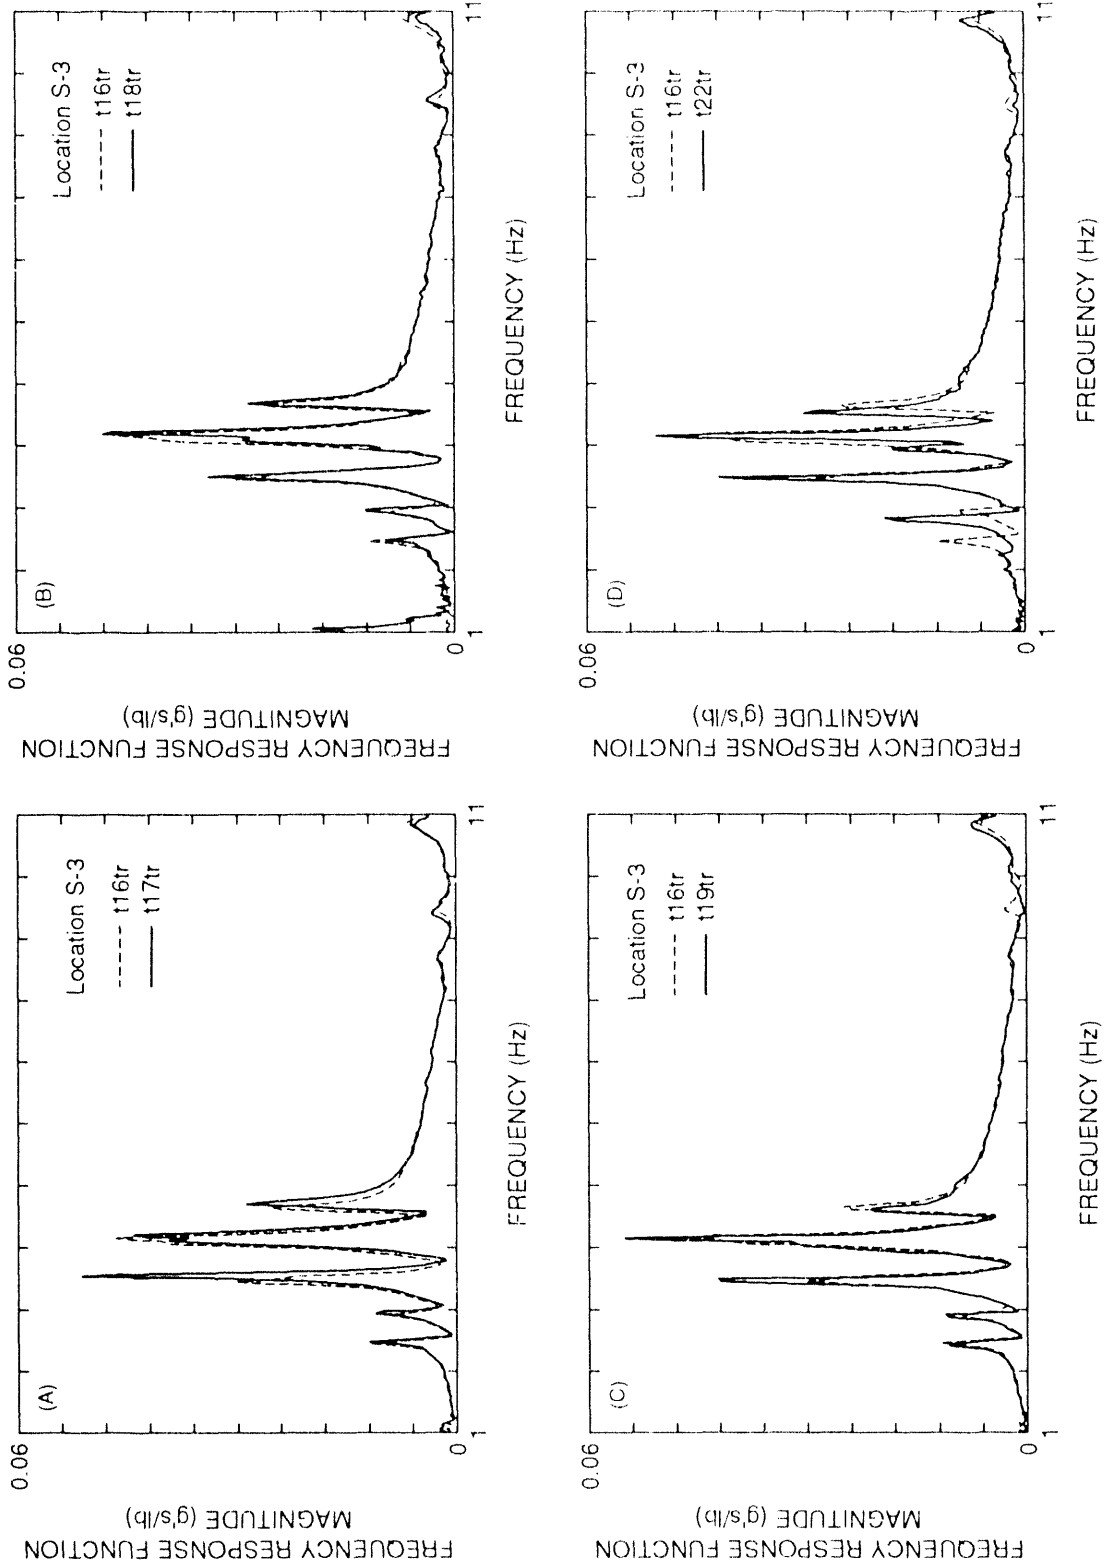 FREQUENCY RESPONSE FUNCTION
MAGNITUDE (g's/lb)
0.06
0
(A)
Location S-3
t16tr
t17tr
1
11
FREQUENCY (Hz)
FREQUENCY RESPONSE FUNCTION
MAGNITUDE (g's/lb)
0.06
0
(B)
Location S-3
t16tr
t18tr
1
11
FREQUENCY (Hz)
FREQUENCY RESPONSE FUNCTION
MAGNITUDE (g's/lb)
0.06
0
(C)
Location S-3
t16tr
t19tr
1
11
FREQUENCY (Hz)
FREQUENCY RESPONSE FUNCTION
MAGNITUDE (g's/lb)
0.06
0
(D)
Location S-3
t16tr
t22tr
1
11
FREQUENCY (Hz)